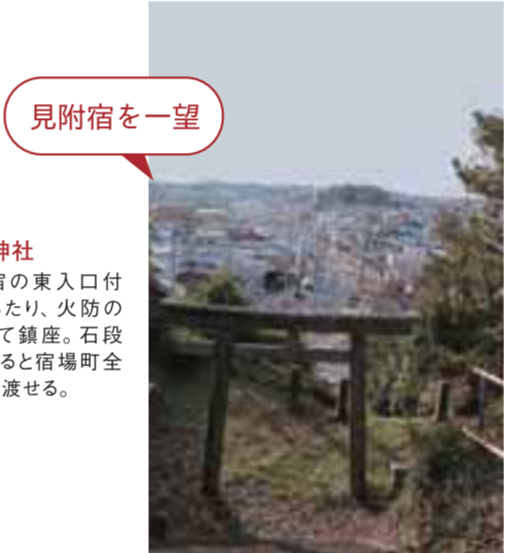 見附宿を一望
神社
宿の東入口付
たり、火防の
て鎮座。石段
ると宿場町全
渡せる。